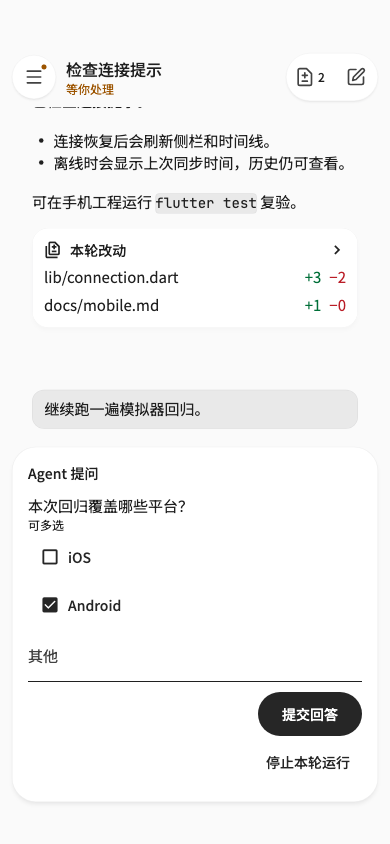 检查连接提示
等你处理
2
连接恢复后会刷新侧栏和时间线。
离线时会显示上次同步时间，历史仍可查看。
可在手机工程运行 flutter test 复验。
本轮改动
lib/connection.dart +3 −2
docs/mobile.md +1 −0
继续跑一遍模拟器回归。
Agent 提问
本次回归覆盖哪些平台？
可多选
iOS
Android
其他
提交回答
停止本轮运行